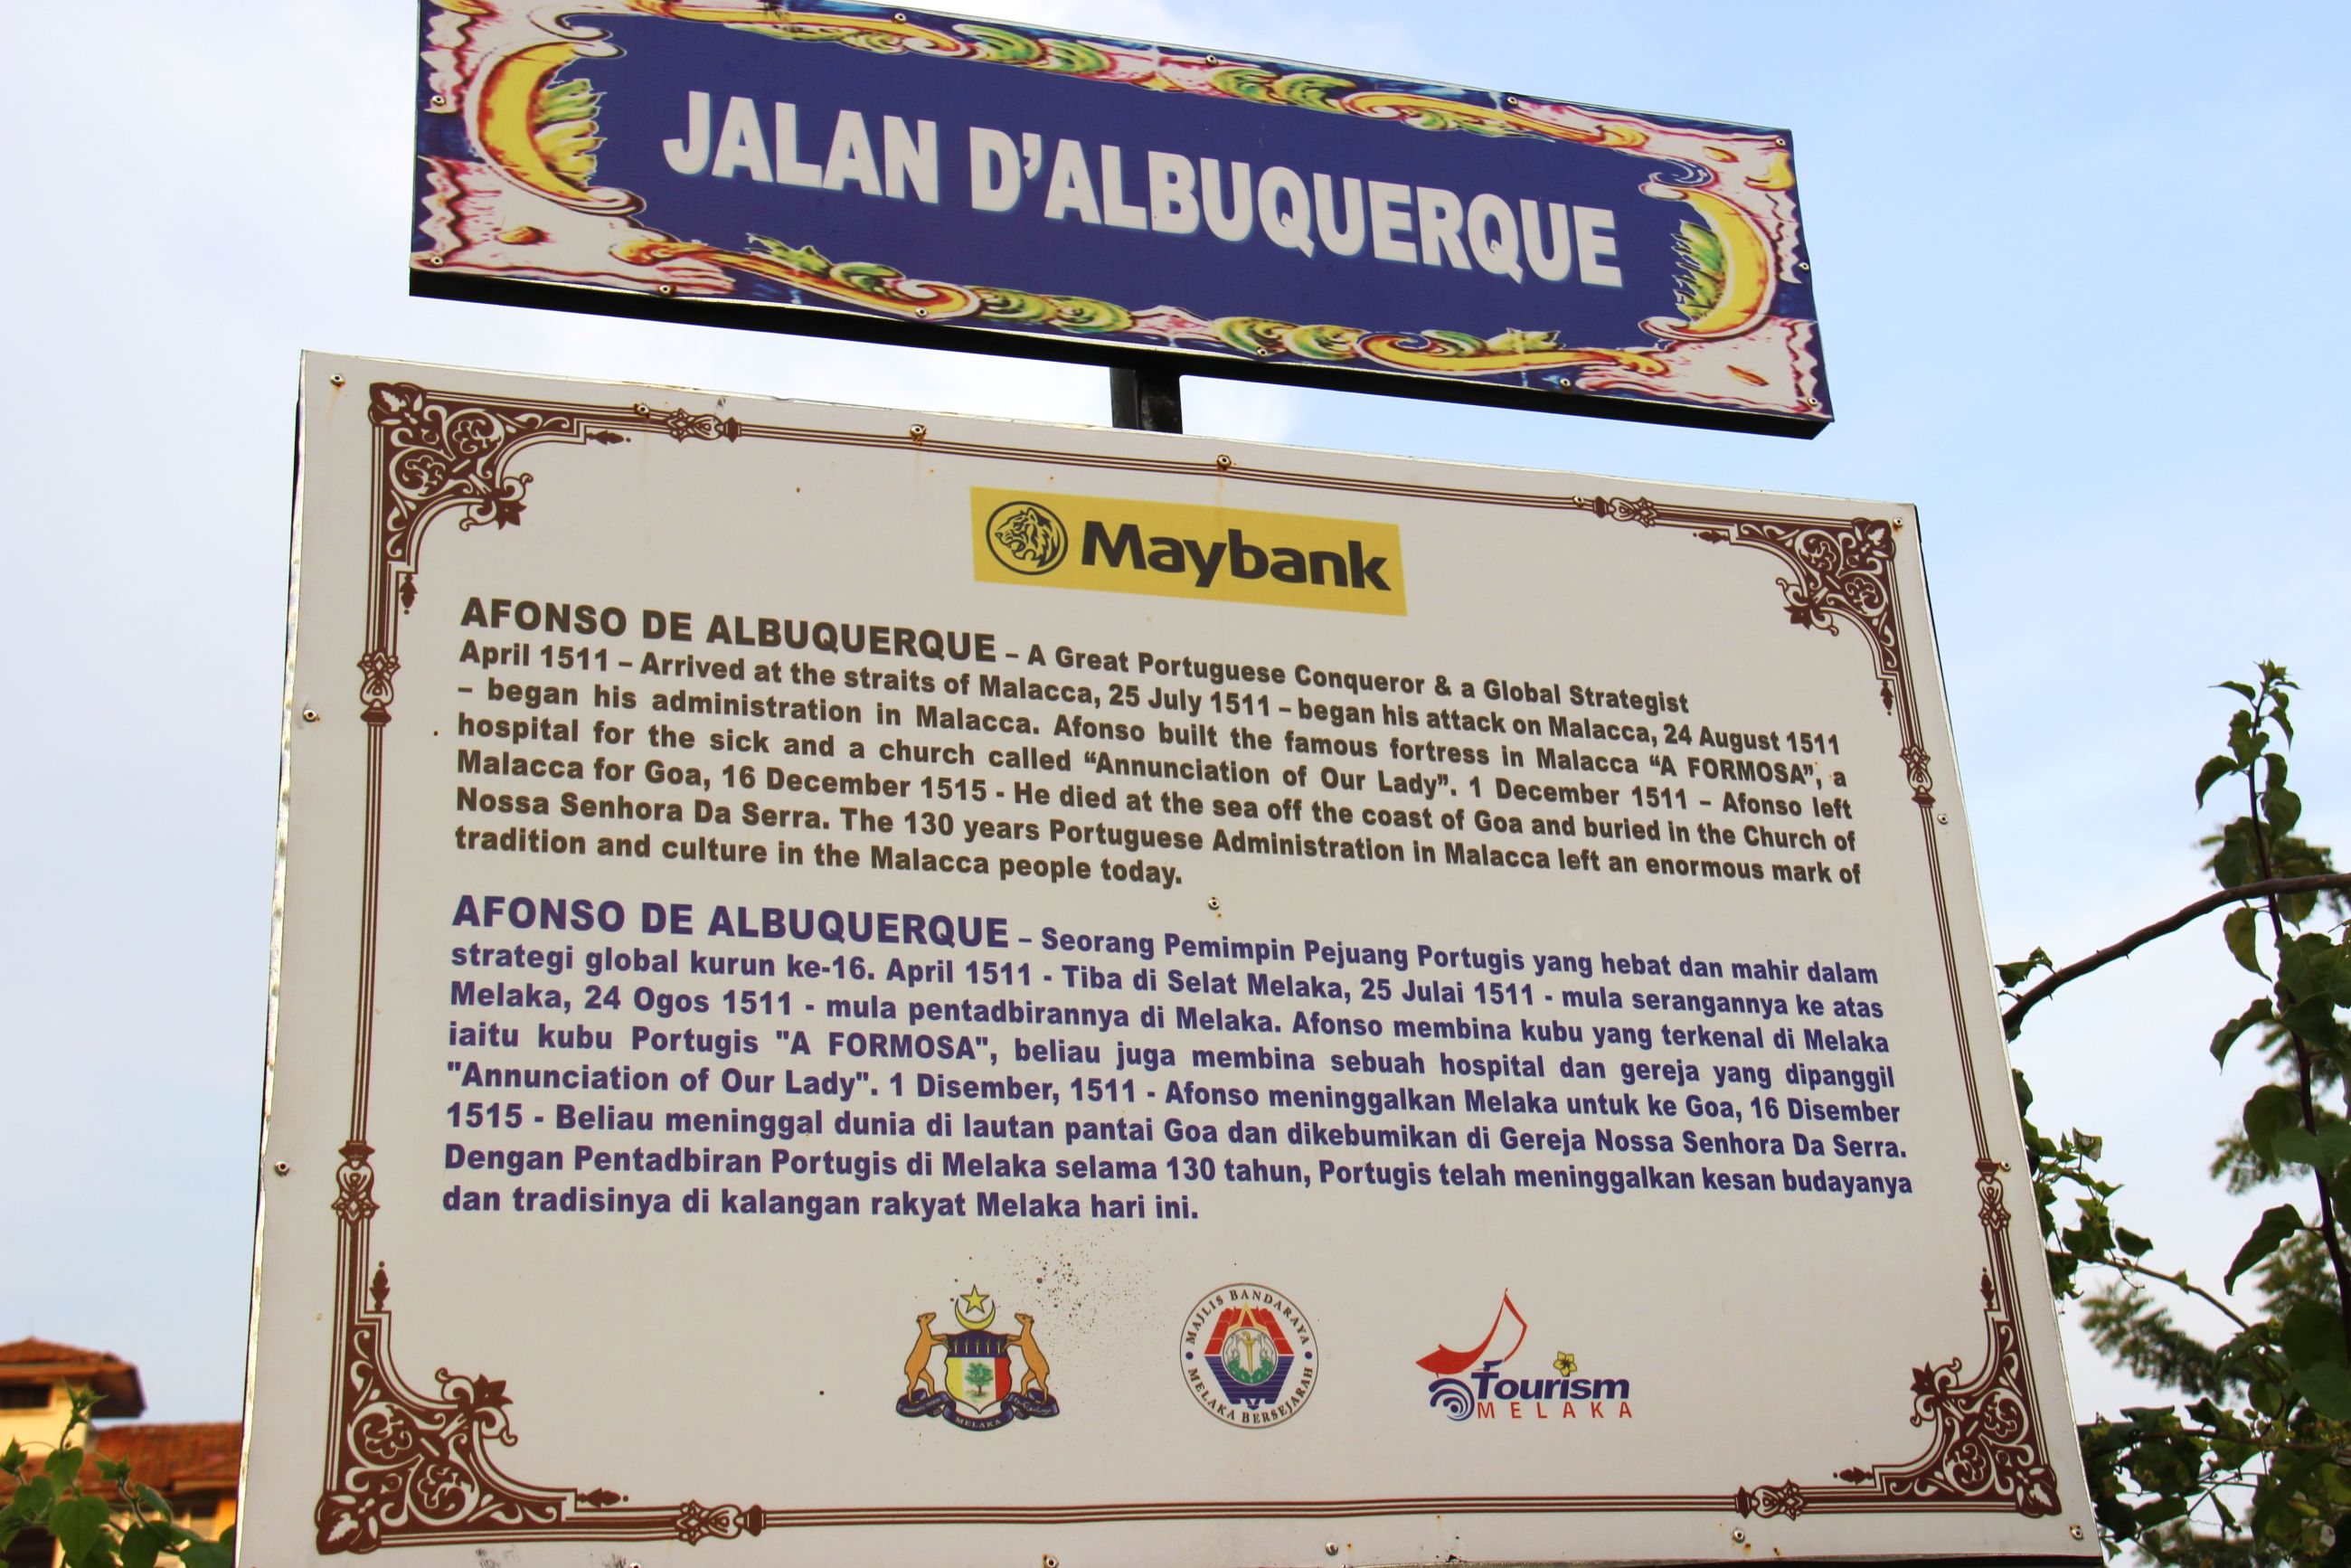 JALAN D'ALBUQUERQUE
Maybank
AFONSO DE ALBUQUERQUE – A Great Portuguese Conqueror & a Global Strategist
April 1511 – Arrived at the straits of Malacca, 25 July 1511 – began his attack on Malacca, 24 August 1511
– began his administration in Malacca. Afonso built the famous fortress in Malacca “A FORMOSA”, a
hospital for the sick and a church called “Annunciation of Our Lady”. 1 December 1511 – Afonso left
Malacca for Goa, 16 December 1515 - He died at the sea off the coast of Goa and buried in the Church of
Nossa Senhora Da Serra. The 130 years Portuguese Administration in Malacca left an enormous mark of
tradition and culture in the Malacca people today.
AFONSO DE ALBUQUERQUE – Seorang Pemimpin Pejuang Portugis yang hebat dan mahir dalam
strategi global kurun ke-16. April 1511 - Tiba di Selat Melaka, 25 Julai 1511 - mula serangannya ke atas
Melaka, 24 Ogos 1511 - mula pentadbirannya di Melaka. Afonso membina kubu yang terkenal di Melaka
iaitu kubu Portugis "A FORMOSA", beliau juga membina sebuah hospital dan gereja yang dipanggil
"Annunciation of Our Lady". 1 Disember, 1511 - Afonso meninggalkan Melaka untuk ke Goa, 16 Disember
1515 - Beliau meninggal dunia di lautan pantai Goa dan dikebumikan di Gereja Nossa Senhora Da Serra.
Dengan Pentadbiran Portugis di Melaka selama 130 tahun, Portugis telah meninggalkan kesan budayanya
dan tradisinya di kalangan rakyat Melaka hari ini.
MELAKA
MAJLIS BANDARAYA
MELAKA BERSEJARAH
Tourism
MELAKA